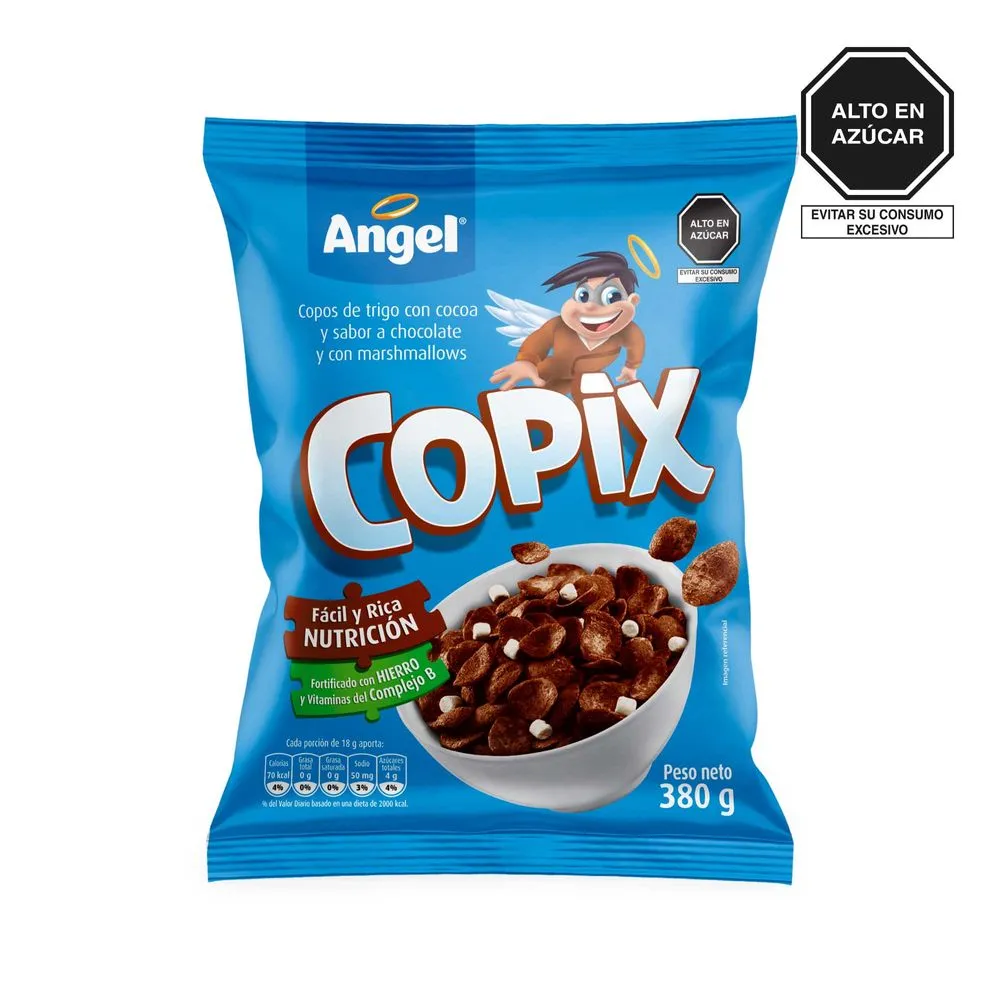 ALTO EN
AZÚCAR
EVITAR SU CONSUMO
EXCESIVO
Angel®
ALTO EN
AZÚCAR
EVITAR SU CONSUMO
EXCESIVO
Copos de trigo con cocoa
y sabor a chocolate
y con marshmallows
COPIX
Fácil y Rica
NUTRICIÓN
Fortificado con HIERRO
y Vitaminas del Complejo B
Imagen referencial
Cada porción de 18 g aporta:
Calorías
70 kcal
4%
Grasa
total
0 g
0%
Grasa
saturada
0 g
0%
Sodio
50 mg
3%
Azúcares
totales
4 g
4%
% del Valor Diario basado en una dieta de 2000 kcal.
Peso neto
380 g